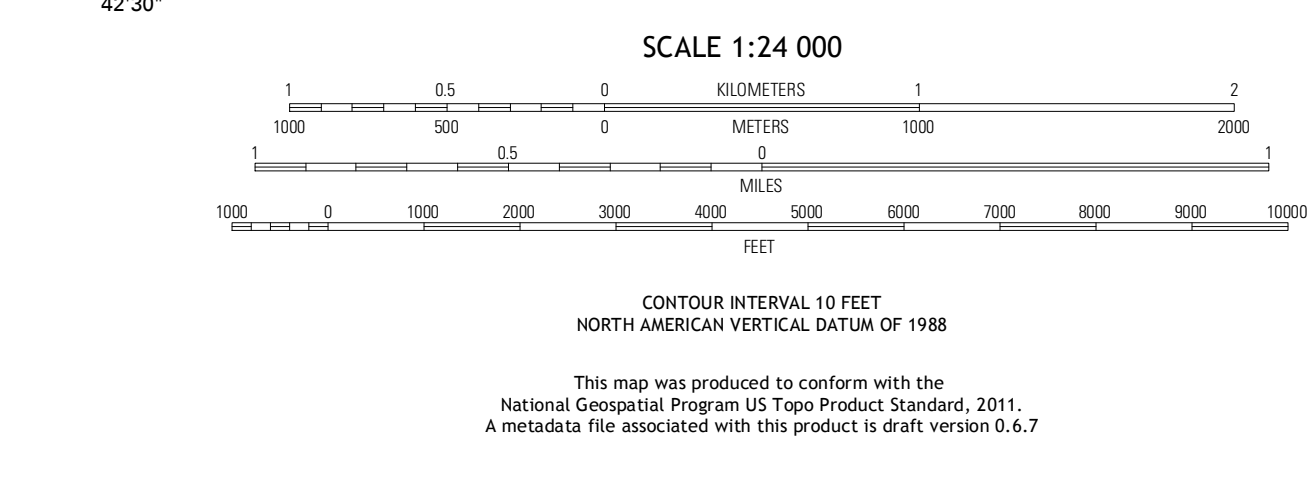 42'30"
SCALE 1:24 000
1 0.5 0 KILOMETERS 1 2
1000 500 0 METERS 1000 2000
1 0.5 0 1
MILES
1000 0 1000 2000 3000 4000 5000 6000 7000 8000 9000 10000
FEET
CONTOUR INTERVAL 10 FEET
NORTH AMERICAN VERTICAL DATUM OF 1988
This map was produced to conform with the
National Geospatial Program US Topo Product Standard, 2011.
A metadata file associated with this product is draft version 0.6.7